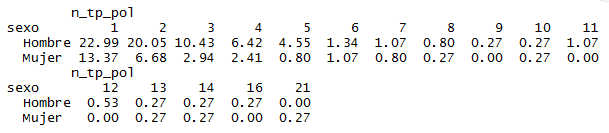 n_tp_pol
sexo 1 2 3 4 5 6 7 8 9 10 11
Hombre 22.99 20.05 10.43 6.42 4.55 1.34 1.07 0.80 0.27 0.27 1.07
Mujer 13.37 6.68 2.94 2.41 0.80 1.07 0.80 0.27 0.00 0.27 0.00
n_tp_pol
sexo 12 13 14 16 21
Hombre 0.53 0.27 0.27 0.27 0.00
Mujer 0.00 0.27 0.27 0.00 0.27